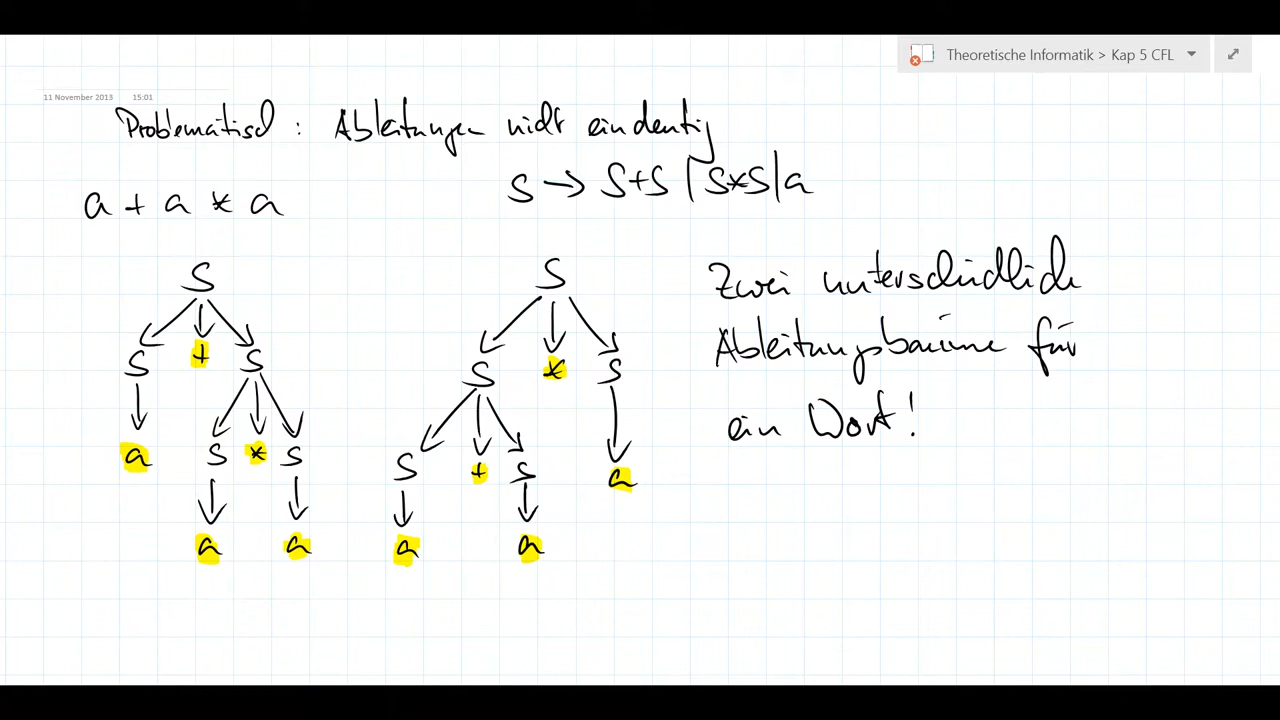 Theoretische Informatik > Kap 5 CFL
11 November 2013 15:01
Problematisch : Ableitungen nicht eindeutig
S → S+S | S*S | a
a + a * a
S S
S + S S * S
a S * S S + S a
a a a a
Zwei unterschiedliche
Ableitungsbäume für
ein Wort!